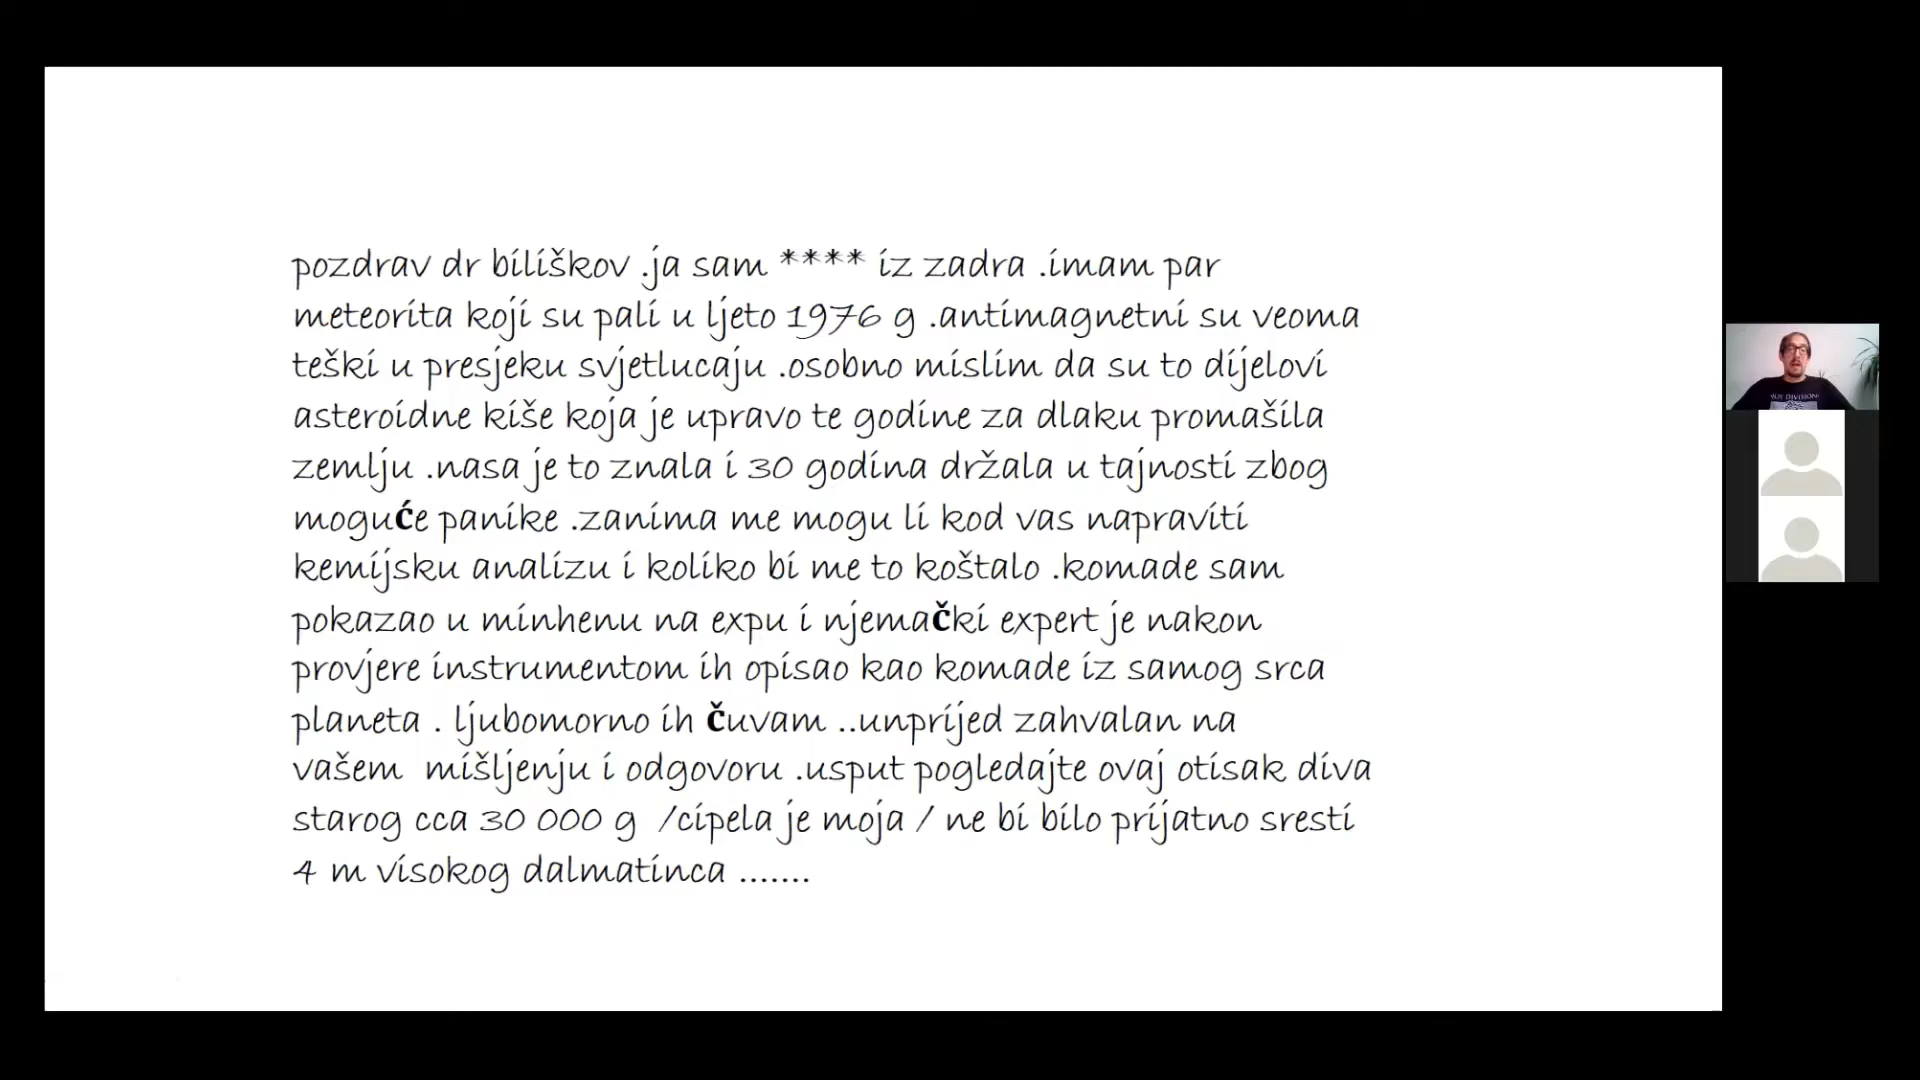 pozdrav dr biliškov .ja sam **** iz zadra .imam par
meteorita koji su pali u ljeto 1976 g .antimagnetni su veoma
teški u presjeku svjetlucaju .osobno mislim da su to dijelovi
asteroidne kiše koja je upravo te godine za dlaku promašila
zemlju .nasa je to znala i 30 godina držala u tajnosti zbog
moguće panike .zanima me mogu li kod vas napraviti
kemijsku analizu i koliko bi me to koštalo .komade sam
pokazao u minhenu na expu i njemački expert je nakon
provjere instrumentom ih opisao kao komade iz samog srca
planeta . ljubomorno ih čuvam ..unprijed zahvalan na
vašem  mišljenju i odgovoru .usput pogledajte ovaj otisak diva
starog cca 30 000 g  /cipela je moja / ne bi bilo prijatno sresti
4 m visokog dalmatinca .......
JOY DIVISION